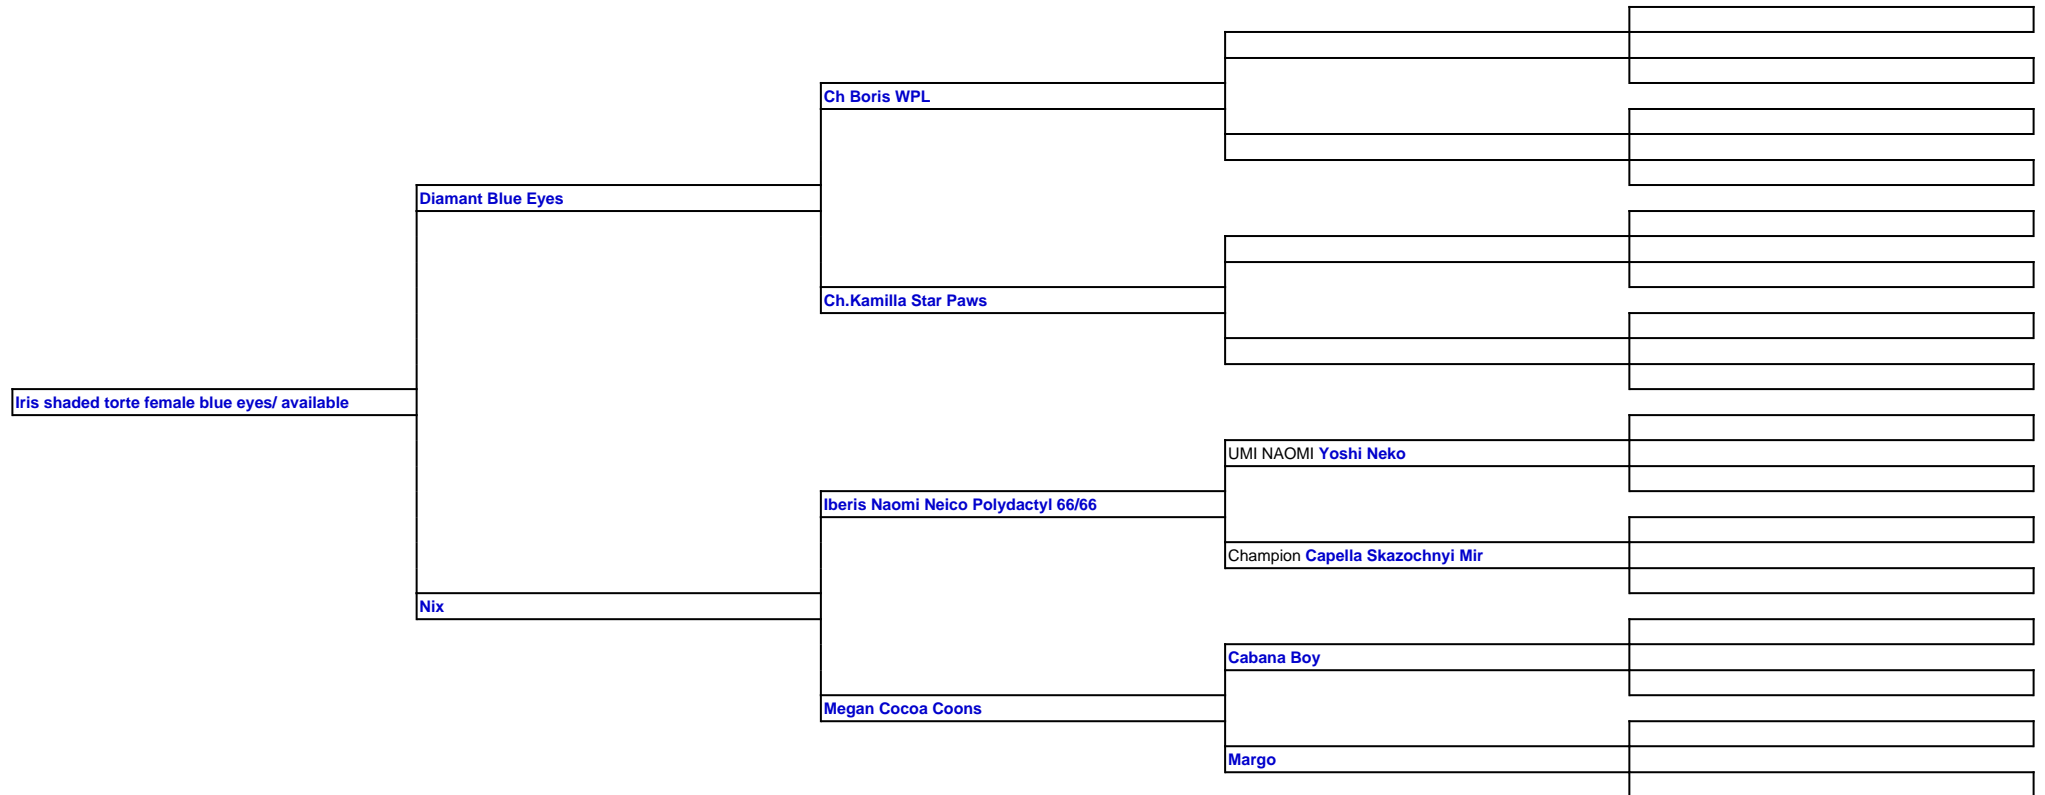 Ch Boris WPL
Diamant Blue Eyes
Ch.Kamilla Star Paws
Iris shaded torte female blue eyes/ available
UMI NAOMI Yoshi Neko
Iberis Naomi Neico Polydactyl 66/66
Champion Capella Skazochnyi Mir
Nix
Cabana Boy
Megan Cocoa Coons
Margo